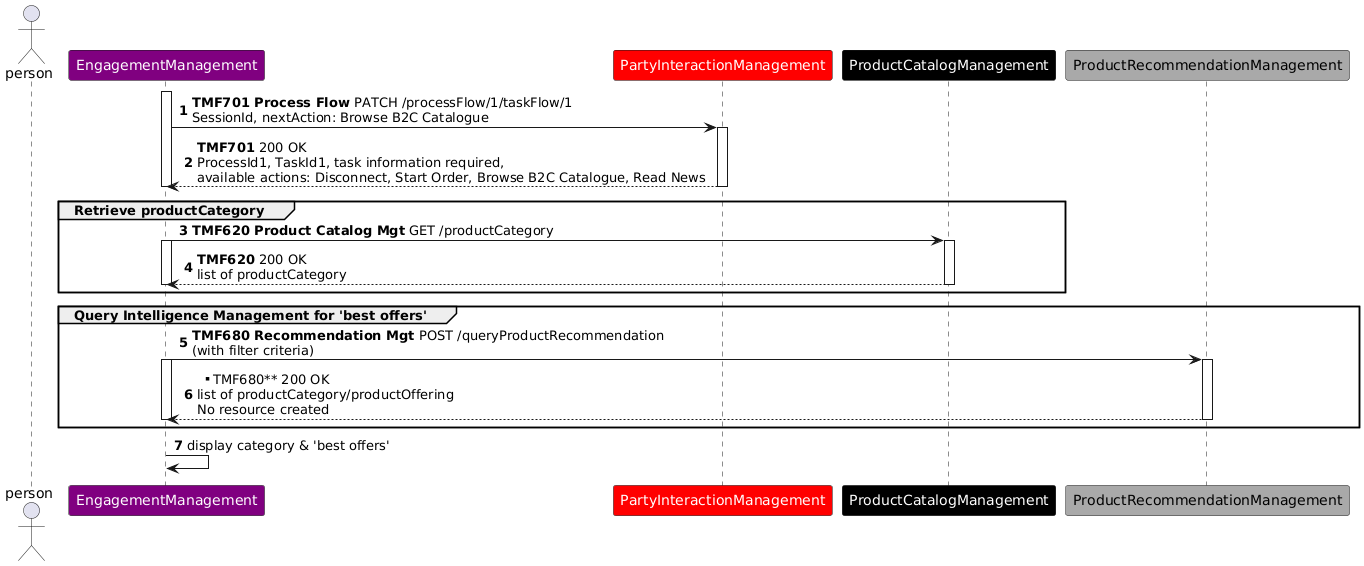 person
EngagementManagement
PartyInteractionManagement
ProductCatalogManagement
ProductRecommendationManagement
1 TMF701 Process Flow PATCH /processFlow/1/taskFlow/1
SessionId, nextAction: Browse B2C Catalogue
TMF701 200 OK
2 ProcessId1, TaskId1, task information required,
available actions: Disconnect, Start Order, Browse B2C Catalogue, Read News
Retrieve productCategory
3 TMF620 Product Catalog Mgt GET /productCategory
4 TMF620 200 OK
list of productCategory
Query Intelligence Management for 'best offers'
5 TMF680 Recommendation Mgt POST /queryProductRecommendation
(with filter criteria)
▪ TMF680** 200 OK
6 list of productCategory/productOffering
No resource created
7 display category & 'best offers'
person
EngagementManagement
PartyInteractionManagement
ProductCatalogManagement
ProductRecommendationManagement